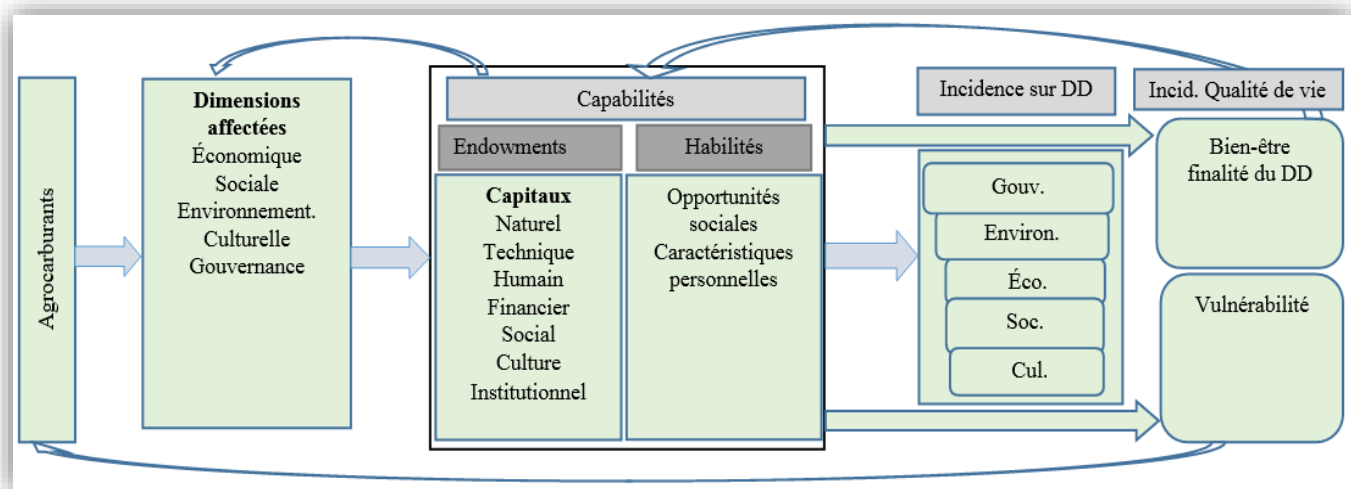 Agrocarburants
Dimensions
affectées
Économique
Sociale
Environnement.
Culturelle
Gouvernance
Capabilités
Endowments
Habilités
Capitaux
Naturel
Technique
Humain
Financier
Social
Culture
Institutionnel
Opportunités
sociales
Caractéristiques
personnelles
Incidence sur DD
Gouv.
Environ.
Éco.
Soc.
Cul.
Incid. Qualité de vie
Bien-être
finalité du DD
Vulnérabilité